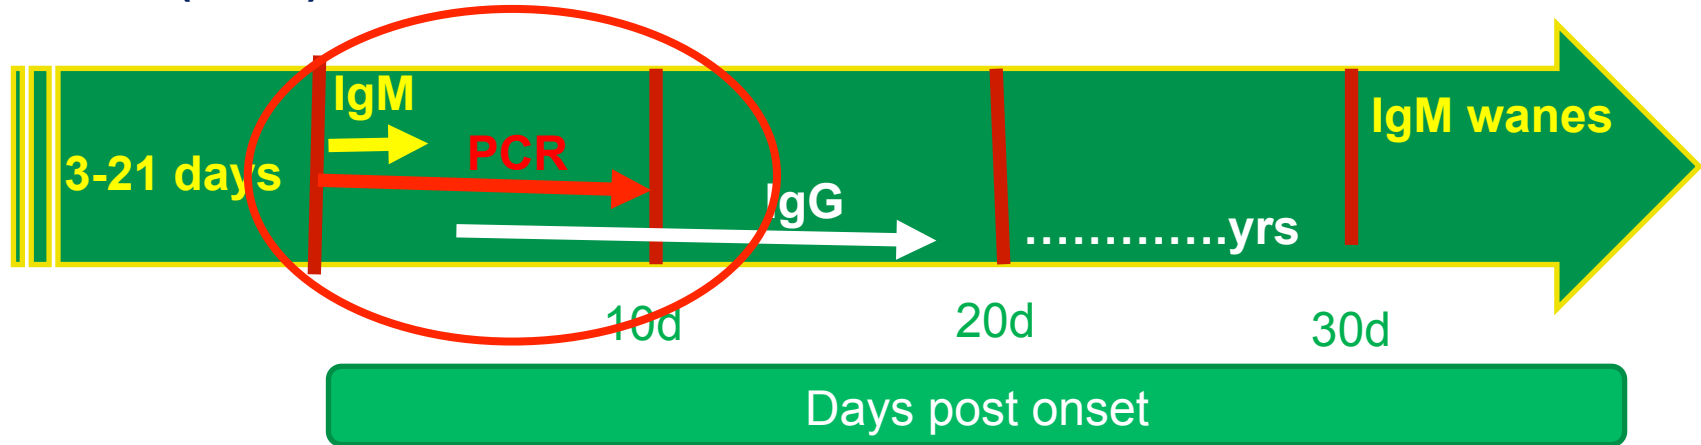 IgM
IgM wanes
PCR
3-21 days
IgG
.............yrs
10d
20d
30d
Days post onset